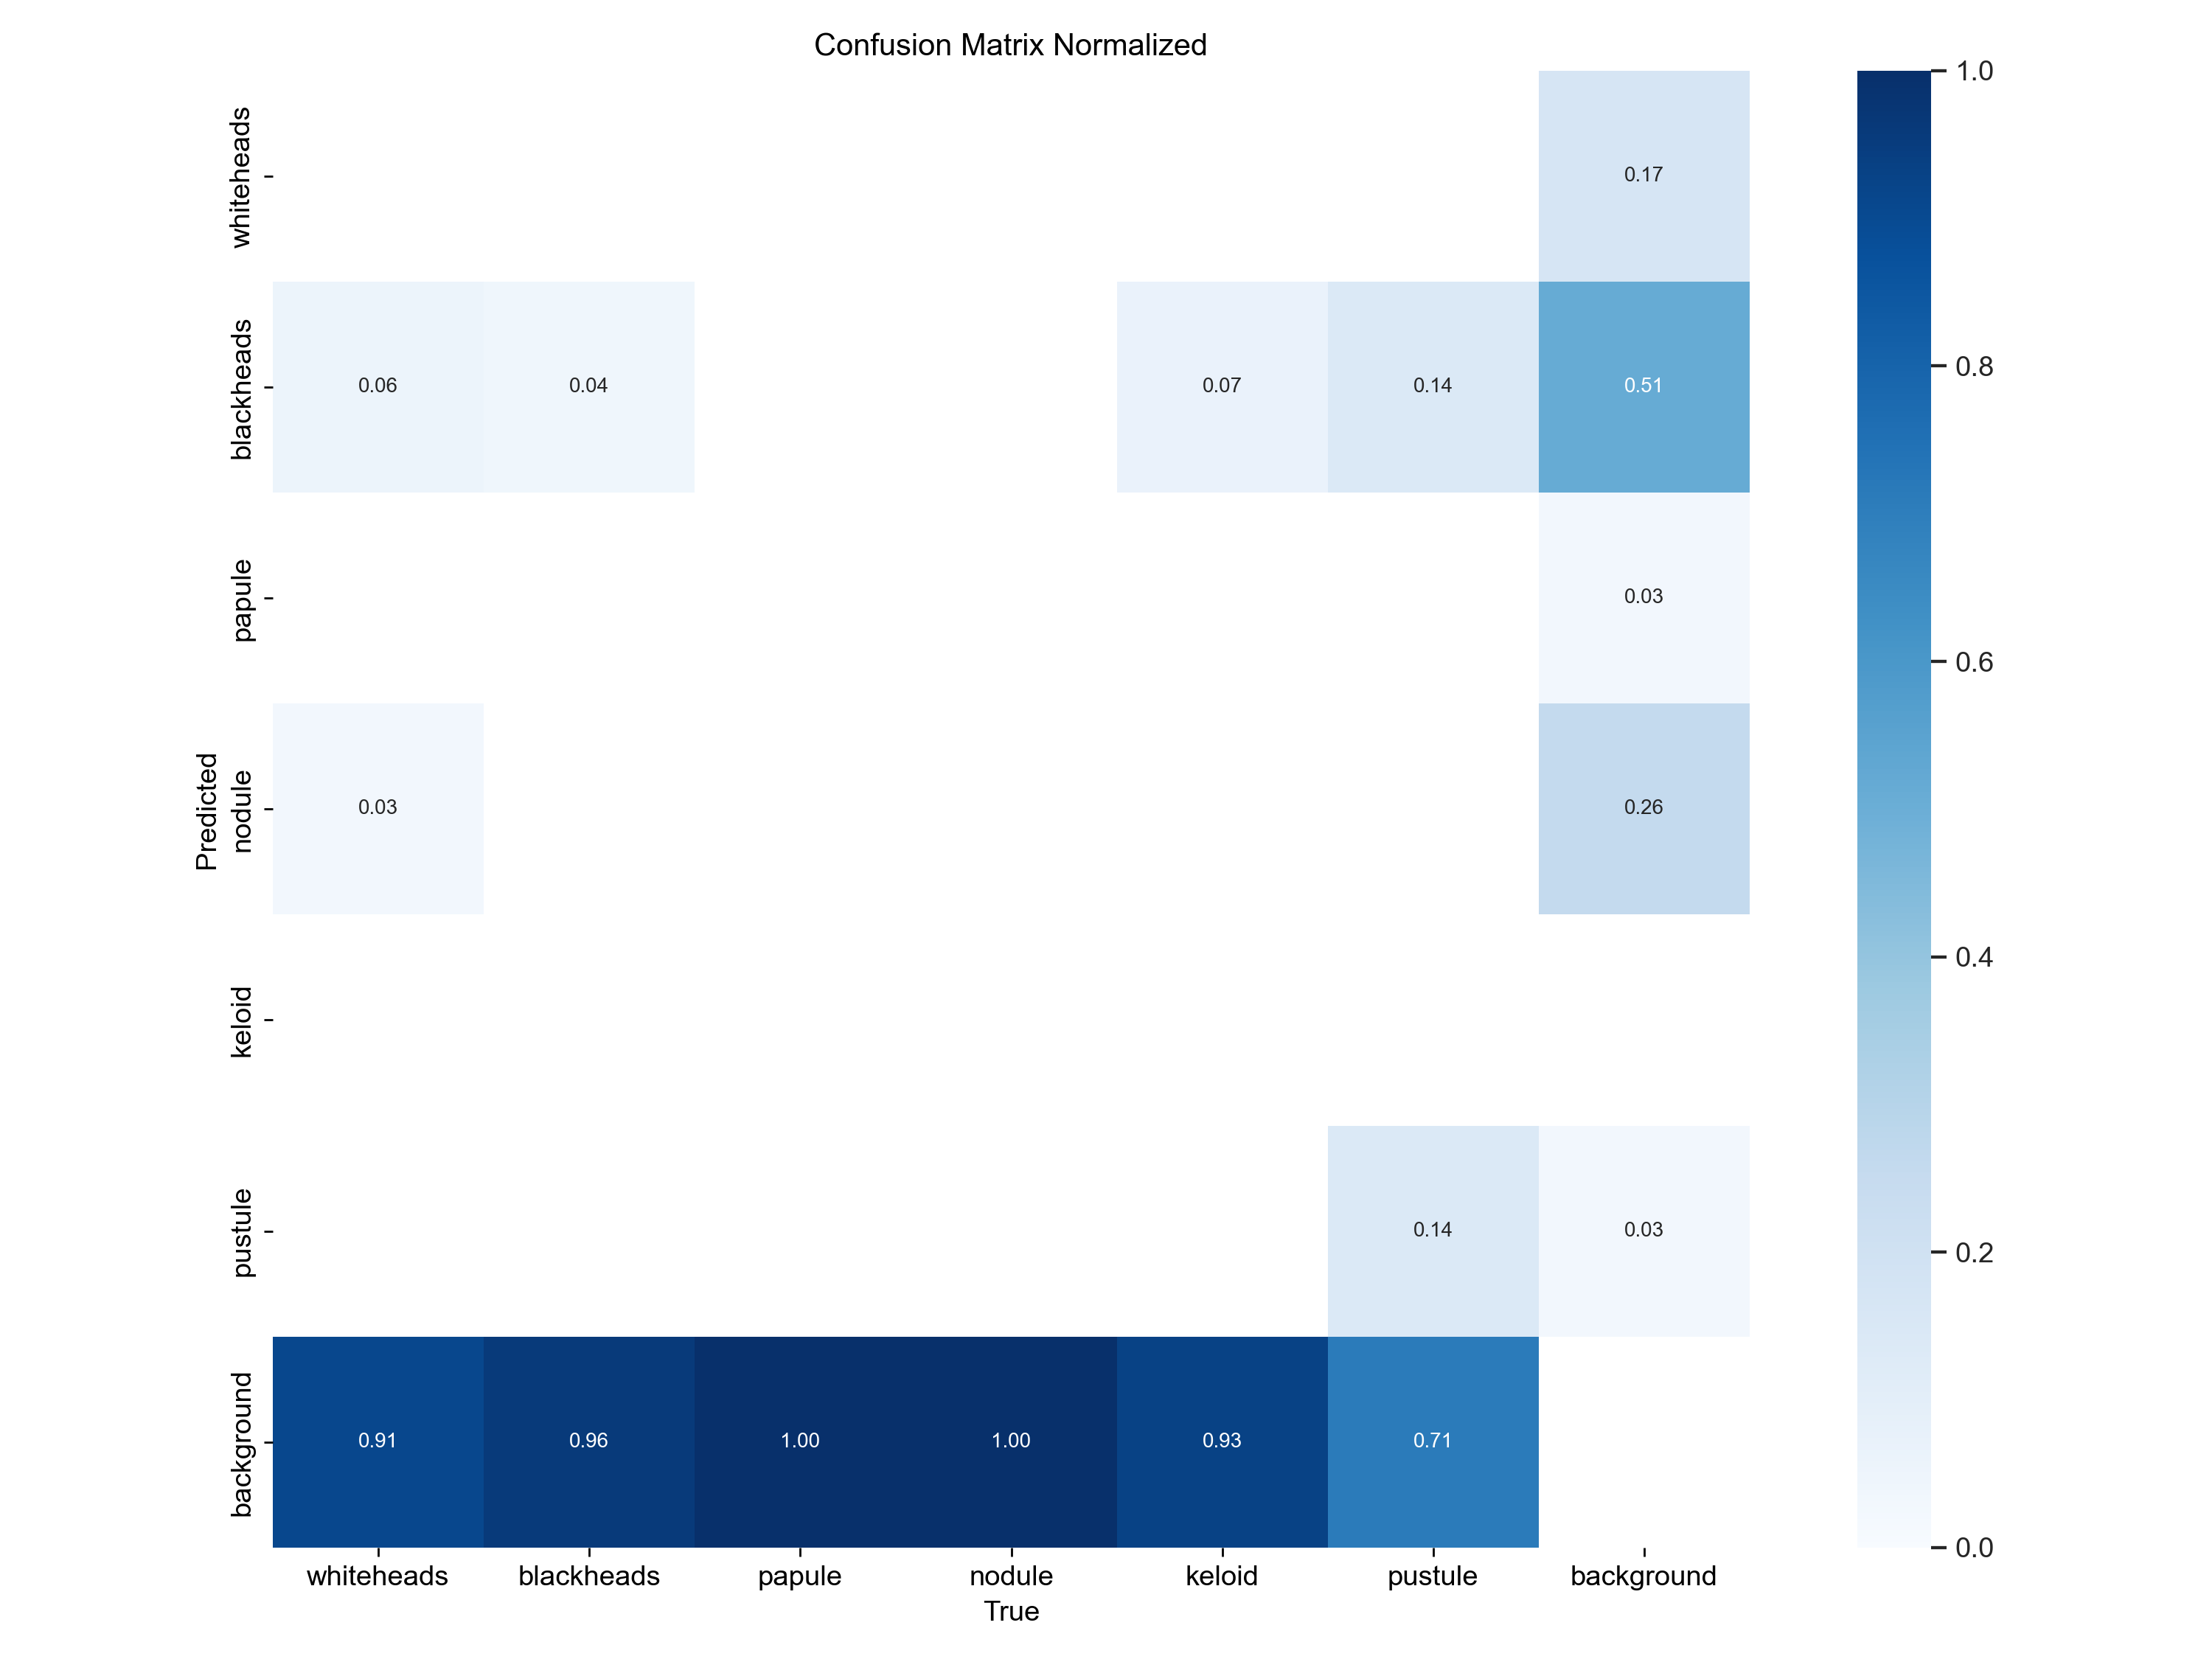 Confusion Matrix Normalized
whiteheads
0.17
1.0
blackheads
0.06 0.04 0.07 0.14 0.51
0.8
papule
0.03
0.6
Predicted
nodule
0.03 0.26
0.4
keloid
pustule
0.14 0.03
0.2
background
0.91 0.96 1.00 1.00 0.93 0.71
0.0
whiteheads blackheads papule nodule keloid pustule background
True